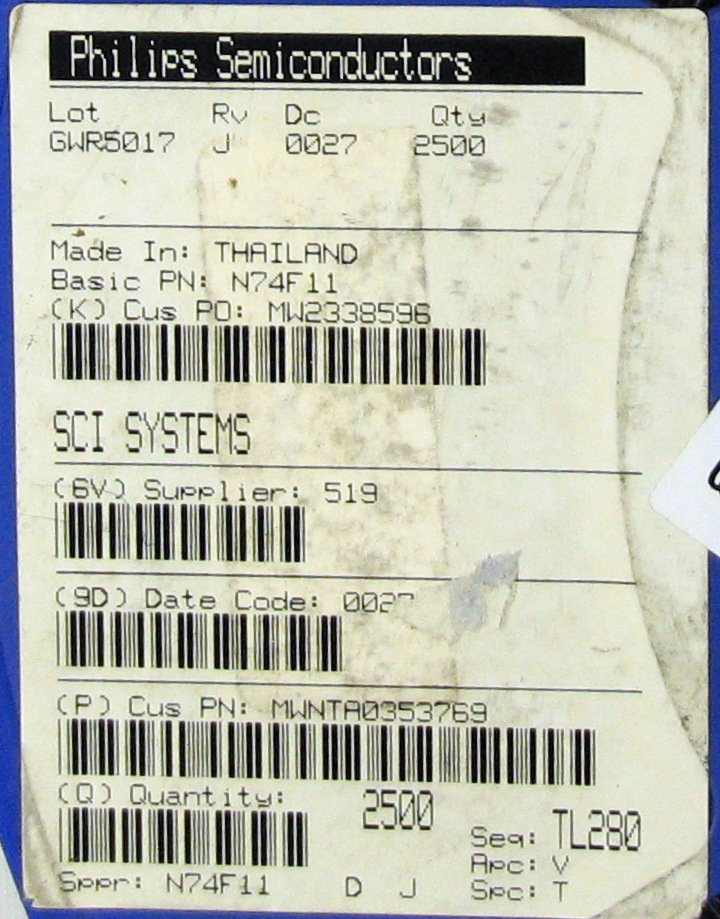 Philips Semiconductors
Lot Rv Dc Qty
GWR5017 J 0027 2500
Made In: THAILAND
Basic PN: N74F11
(K) Cus PO: MW2338596
SCI SYSTEMS
(6V) Supplier: 519
(9D) Date Code: 0027
(P) Cus PN: MWNTA0353769
(Q) Quantity: 2500
Seq: TL280
Apc: V
Sppr: N74F11 D J Spc: T